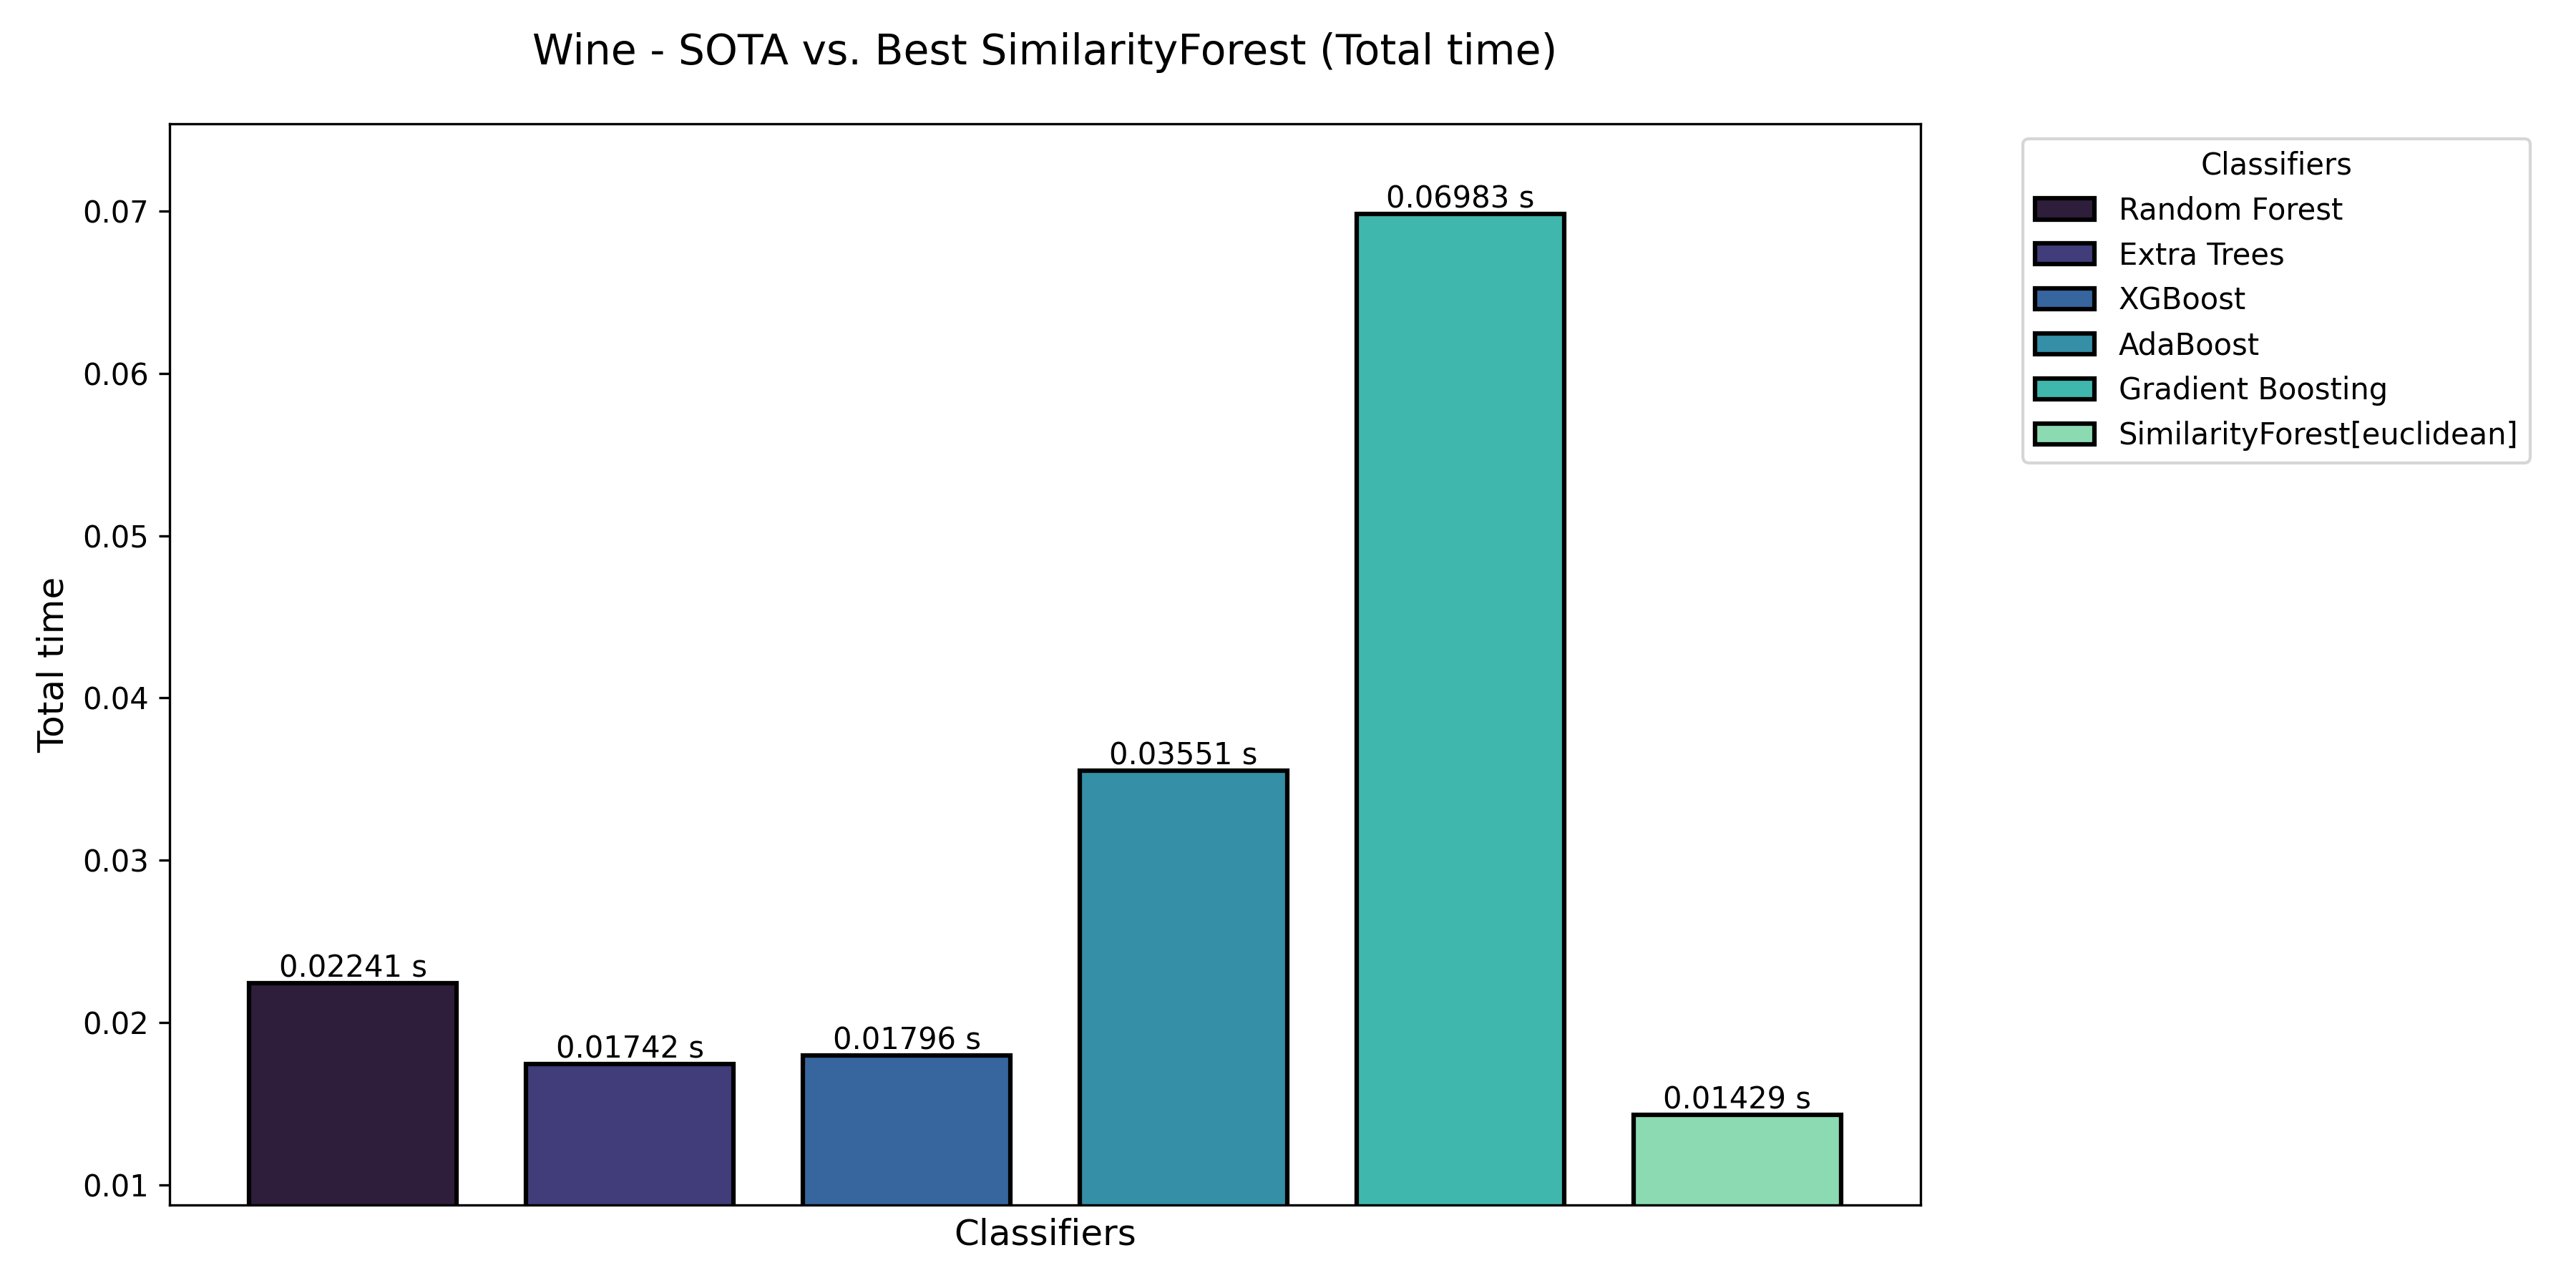 Wine - SOTA vs. Best SimilarityForest (Total time)
Total time
0.07
0.06
0.05
0.04
0.03
0.02
0.01
0.02241 s
0.01742 s
0.01796 s
0.03551 s
0.06983 s
0.01429 s
Classifiers
Classifiers
Random Forest
Extra Trees
XGBoost
AdaBoost
Gradient Boosting
SimilarityForest[euclidean]